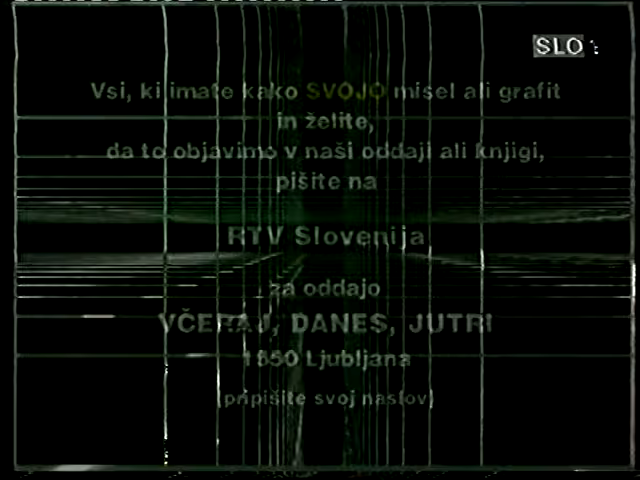 SLO
Vsi, ki imate kako SVOJO misel ali grafit
in želite,
da to objavimo v naši oddaji ali knjigi,
pišite na
RTV Slovenija
za oddajo
VČERAJ, DANES, JUTRI
1550 Ljubljana
(pripišite svoj naslov)